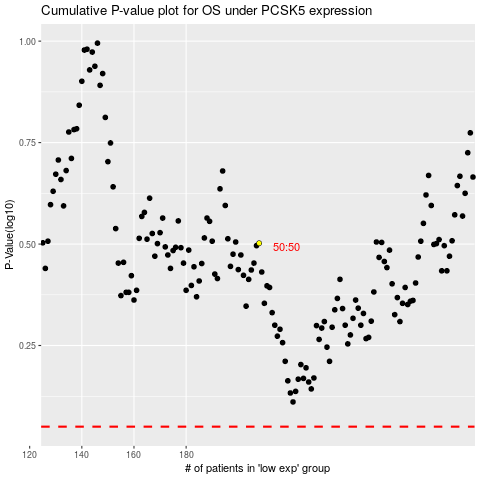 Cumulative P-value plot for OS under PCSK5 expression
P-Value(log10)
1.00
0.75
0.50
0.25
50:50
120 140 160 180
# of patients in 'low exp' group